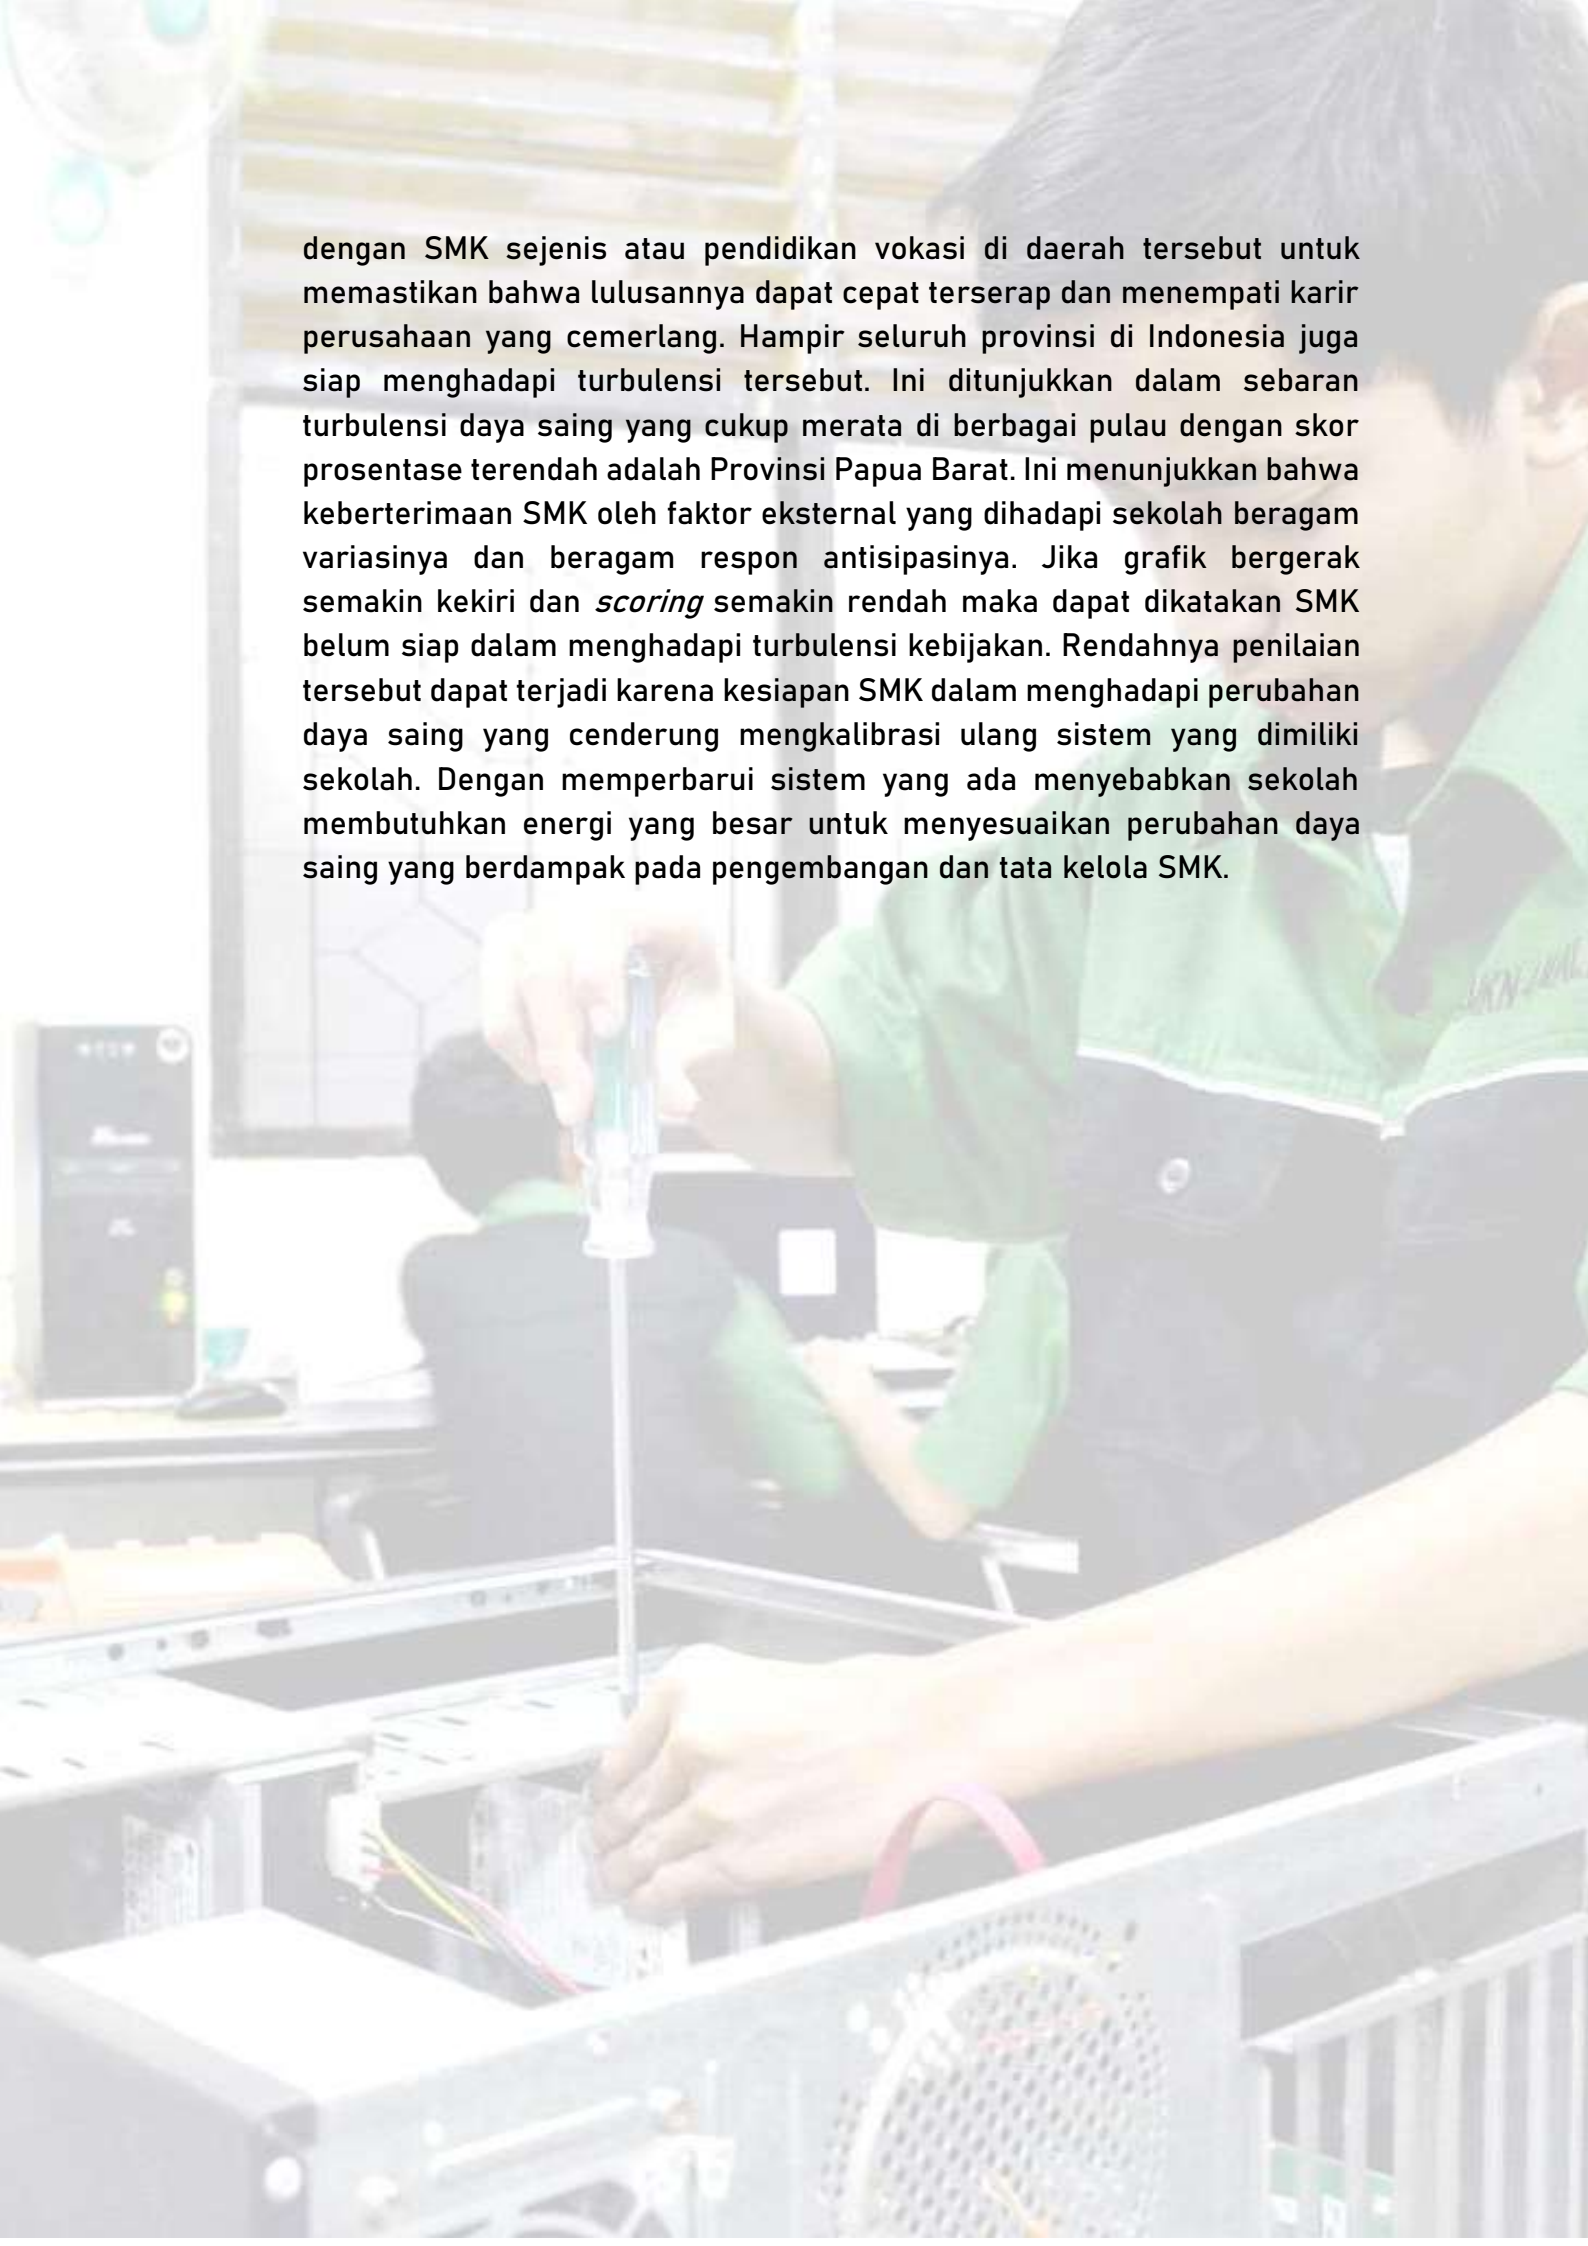 dengan SMK sejenis atau pendidikan vokasi di daerah tersebut untuk
memastikan bahwa lulusannya dapat cepat terserap dan menempati karir
perusahaan yang cemerlang. Hampir seluruh provinsi di Indonesia juga
siap menghadapi turbulensi tersebut. Ini ditunjukkan dalam sebaran
turbulensi daya saing yang cukup merata di berbagai pulau dengan skor
prosentase terendah adalah Provinsi Papua Barat. Ini menunjukkan bahwa
keberterimaan SMK oleh faktor eksternal yang dihadapi sekolah beragam
variasinya dan beragam respon antisipasinya. Jika grafik bergerak
semakin kekiri dan scoring semakin rendah maka dapat dikatakan SMK
belum siap dalam menghadapi turbulensi kebijakan. Rendahnya penilaian
tersebut dapat terjadi karena kesiapan SMK dalam menghadapi perubahan
daya saing yang cenderung mengkalibrasi ulang sistem yang dimiliki
sekolah. Dengan memperbarui sistem yang ada menyebabkan sekolah
membutuhkan energi yang besar untuk menyesuaikan perubahan daya
saing yang berdampak pada pengembangan dan tata kelola SMK.